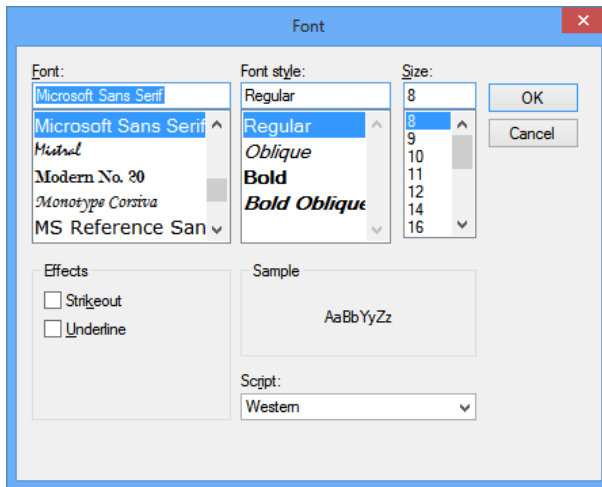 Font
Font:
Microsoft Sans Serif
Microsoft Sans Serif
Mistral
Modern No. 20
Monotype Corsiva
MS Reference San
Font style:
Regular
Regular
Oblique
Bold
Bold Oblique
Size:
8
8
9
10
11
12
14
16
OK
Cancel
Effects
Strikeout
Underline
Sample
AaBbYyZz
Script:
Western